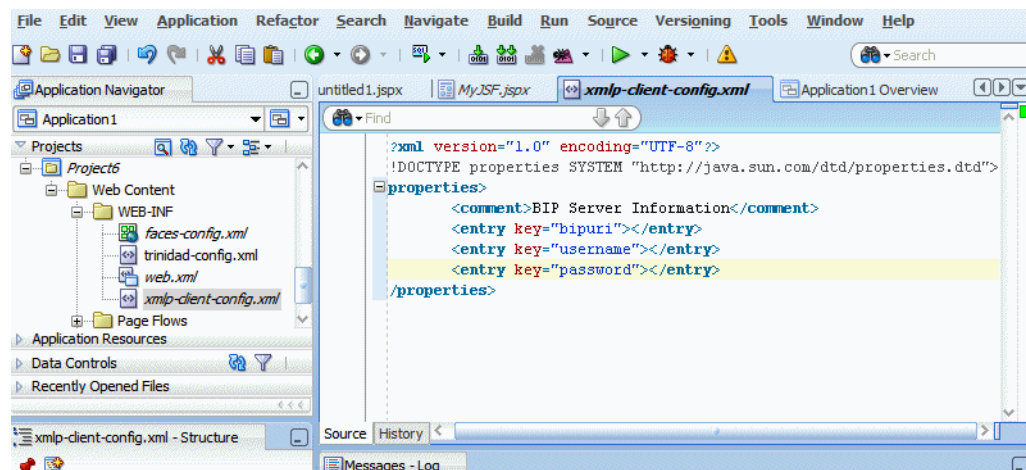 File Edit View Application Refactor Search Navigate Build Run Source Versioning Tools Window Help
Search
Application Navigator
untitled1.jspx
MyJSF.jspx
xmlp-client-config.xml
Application1 Overview
Application1
Find
Projects
Project6
Web Content
WEB-INF
faces-config.xml
trinidad-config.xml
web.xml
xmlp-client-config.xml
Page Flows
Application Resources
Data Controls
Recently Opened Files
?xml version="1.0" encoding="UTF-8"?>
!DOCTYPE properties SYSTEM "http://java.sun.com/dtd/properties.dtd">
properties>
<comment>BIP Server Information</comment>
<entry key="bipuri"></entry>
<entry key="username"></entry>
<entry key="password"></entry>
/properties>
Source History
xmlp-client-config.xml - Structure
Messages - Log